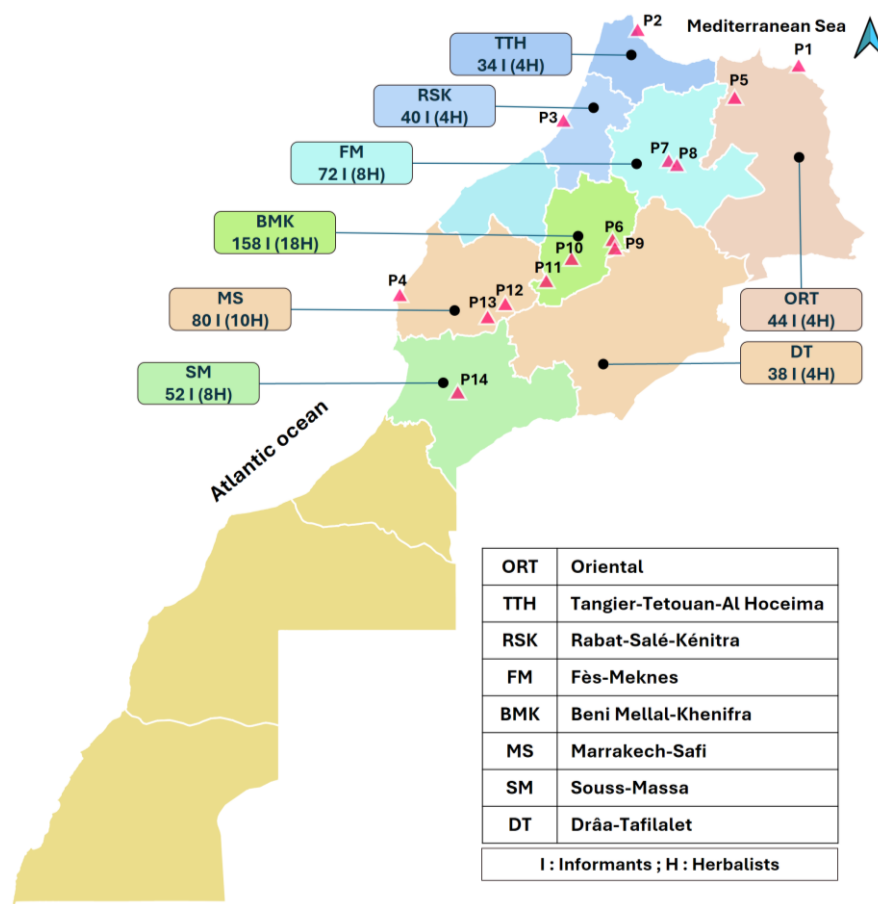 P2
Mediterranean Sea
TTH
34 I (4H)
P1
P5
RSK
40 I (4H)
P3
FM
72 I (8H)
P7
P8
BMK
158 I (18H)
P6
P9
P10
P11
P4
MS
80 I (10H)
P12
P13
ORT
44 I (4H)
DT
38 I (4H)
SM
52 I (8H)
P14
Atlantic ocean
ORT Oriental
TTH Tangier-Tetouan-Al Hoceima
RSK Rabat-Salé-Kénitra
FM Fès-Meknes
BMK Beni Mellal-Khenifra
MS Marrakech-Safi
SM Souss-Massa
DT Drâa-Tafilalet
I : Informants ; H : Herbalists